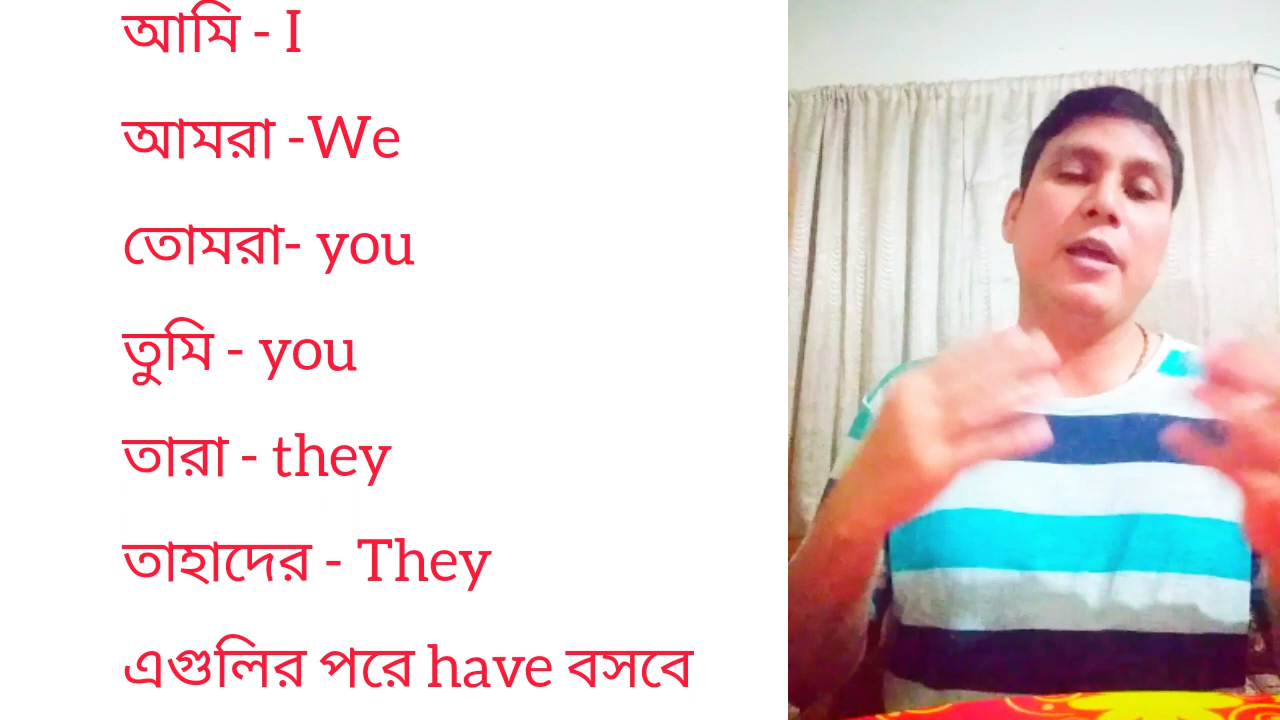 আমি - I
আমরা -We
তোমরা- you
তুমি - you
তারা - they
তাহাদের - They
এগুলির পরে have বসবে